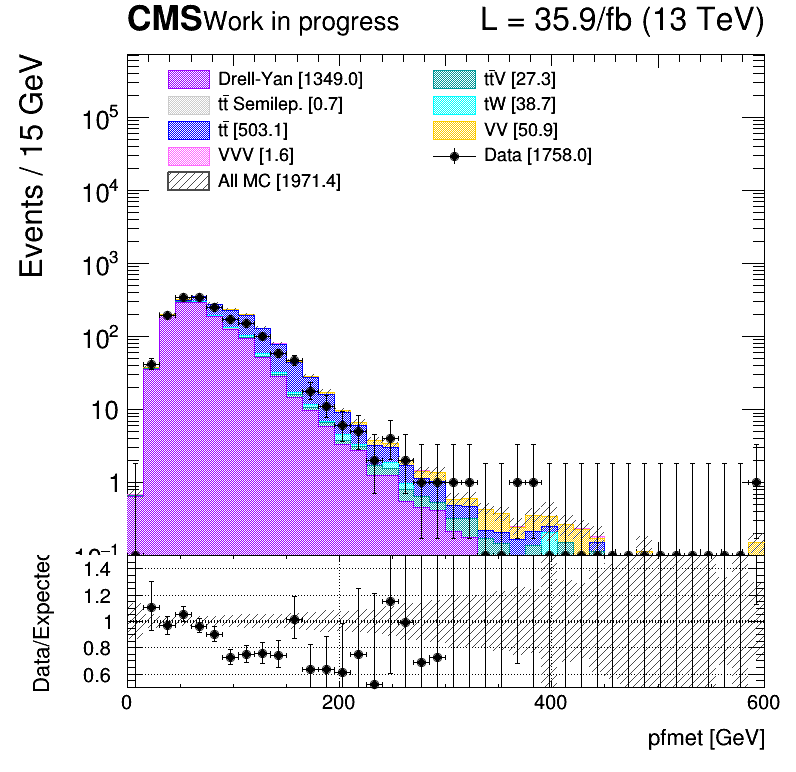 CMS Work in progress L = 35.9/fb (13 TeV)
Events / 15 GeV
Drell-Yan [1349.0]
tt̄ Semilep. [0.7]
tt̄ [503.1]
VVV [1.6]
All MC [1971.4]
tt̄V [27.3]
tW [38.7]
VV [50.9]
Data [1758.0]
10⁵
10⁴
10³
10²
10
1
10⁻¹
Data/Expected
1.4
1.2
1
0.8
0.6
0 200 400 600
pfmet [GeV]